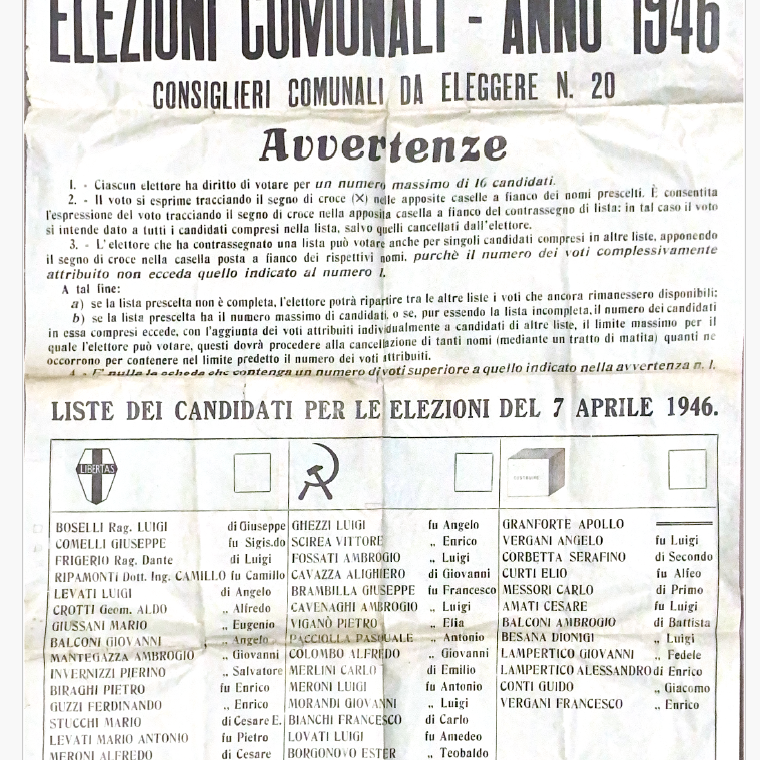 ELEZIONI COMUNALI - ANNO 1946
CONSIGLIERI COMUNALI DA ELEGGERE N. 20
Avvertenze
1. - Ciascun elettore ha diritto di votare per un numero massimo di 16 candidati.
2. - Il voto si esprime tracciando il segno di croce (X) nelle apposite caselle a fianco dei nomi prescelti. È consentita
l'espressione del voto tracciando il segno di croce nella apposita casella a fianco del contrassegno di lista: in tal caso il voto
si intende dato a tutti i candidati compresi nella lista, salvo quelli cancellati dall'elettore.
3. - L'elettore che ha contrassegnato una lista può votare anche per singoli candidati compresi in altre liste, apponendo
il segno di croce nella casella posta a fianco dei rispettivi nomi, purchè il numero dei voti complessivamente
attribuito non ecceda quello indicato al numero 1.
A tal fine:
a) se la lista prescelta non è completa, l'elettore potrà ripartire tra le altre liste i voti che ancora rimanessero disponibili;
b) se la lista prescelta ha il numero massimo di candidati, o se, pur essendo la lista incompleta, il numero dei candidati
in essa compresi eccede, con l'aggiunta dei voti attribuiti individualmente a candidati di altre liste, il limite massimo per il
quale l'elettore può votare, questi dovrà procedere alla cancellazione di tanti nomi (mediante un tratto di matita) quanti ne
occorrono per contenere nel limite predetto il numero dei voti attribuiti.
4. - E' nulla la scheda che contenga un numero di voti superiore a quello indicato nella avvertenza n. 1.
LISTE DEI CANDIDATI PER LE ELEZIONI DEL 7 APRILE 1946.
LIBERTAS
COSTRUIRE
BOSELLI Rag. LUIGI di Giuseppe
COMELLI GIUSEPPE fu Sigis.do
FRIGERIO Rag. Dante di Luigi
RIPAMONTI Dott. Ing. CAMILLO fu Camillo
LEVATI LUIGI di Angelo
CROTTI Geom. ALDO „ Alfredo
GIUSSANI MARIO „ Eugenio
BALCONI GIOVANNI „ Angelo
MANTEGAZZA AMBROGIO „ Giovanni
INVERNIZZI PIERINO „ Salvatore
BIRAGHI PIETRO fu Enrico
GUZZI FERDINANDO „ Enrico
STUCCHI MARIO di Cesare E.
LEVATI MARIO ANTONIO fu Pietro
MERONI ALFREDO di Cesare
GHEZZI LUIGI fu Angelo
SCIREA VITTORE „ Enrico
FOSSATI AMBROGIO „ Luigi
CAVAZZA ALIGHIERO di Giovanni
BRAMBILLA GIUSEPPE fu Francesco
CAVENAGHI AMBROGIO „ Luigi
VIGANÒ PIETRO „ Elia
PACCIOLLA PASQUALE „ Antonio
COLOMBO ALFREDO „ Giovanni
MERLINI CARLO di Emilio
MERONI LUIGI fu Antonio
MORANDI GIOVANNI „ Luigi
BIANCHI FRANCESCO di Carlo
LOVATI LUIGI fu Amedeo
BORGONOVO ESTER „ Teobaldo
GRANFORTE APOLLO
VERGANI ANGELO fu Luigi
CORBETTA SERAFINO di Secondo
CURTI ELIO fu Alfeo
MESSORI CARLO di Primo
AMATI CESARE fu Luigi
BALCONI AMBROGIO di Battista
BESANA DIONIGI „ Luigi
LAMPERTICO GIOVANNI „ Fedele
LAMPERTICO ALESSANDRO di Enrico
CONTI GUIDO „ Giacomo
VERGANI FRANCESCO „ Enrico